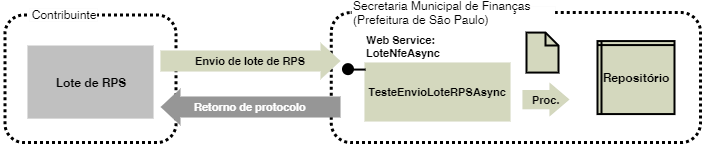 Contribuinte
Secretaria Municipal de Finanças
(Prefeitura de São Paulo)
Web Service:
LoteNfeAsync
Lote de RPS
Envio de lote de RPS
Retorno de protocolo
TesteEnvioLoteRPSAsync
Proc.
Repositório